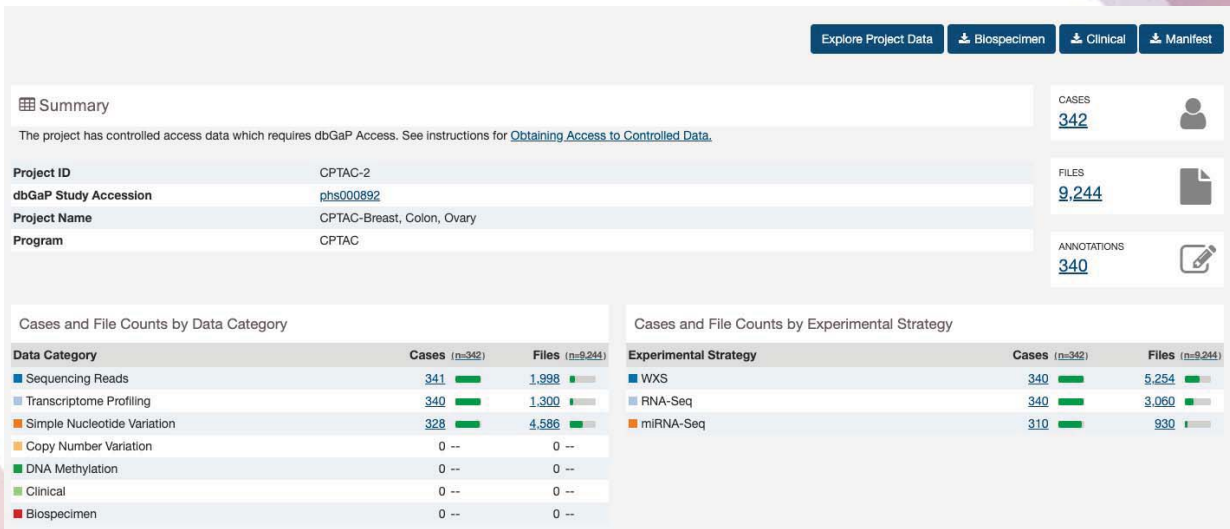 Explore Project Data Biospecimen Clinical Manifest
Summary
The project has controlled access data which requires dbGaP Access. See instructions for Obtaining Access to Controlled Data.
Project ID CPTAC-2
dbGaP Study Accession phs000892
Project Name CPTAC-Breast, Colon, Ovary
Program CPTAC
CASES
342
FILES
9,244
ANNOTATIONS
340
Cases and File Counts by Data Category
Data Category Cases (n=342) Files (n=9,244)
Sequencing Reads 341 1,998
Transcriptome Profiling 340 1,300
Simple Nucleotide Variation 328 4,586
Copy Number Variation 0 -- 0 --
DNA Methylation 0 -- 0 --
Clinical 0 -- 0 --
Biospecimen 0 -- 0 --
Cases and File Counts by Experimental Strategy
Experimental Strategy Cases (n=342) Files (n=9,244)
WXS 340 5,254
RNA-Seq 340 3,060
miRNA-Seq 310 930